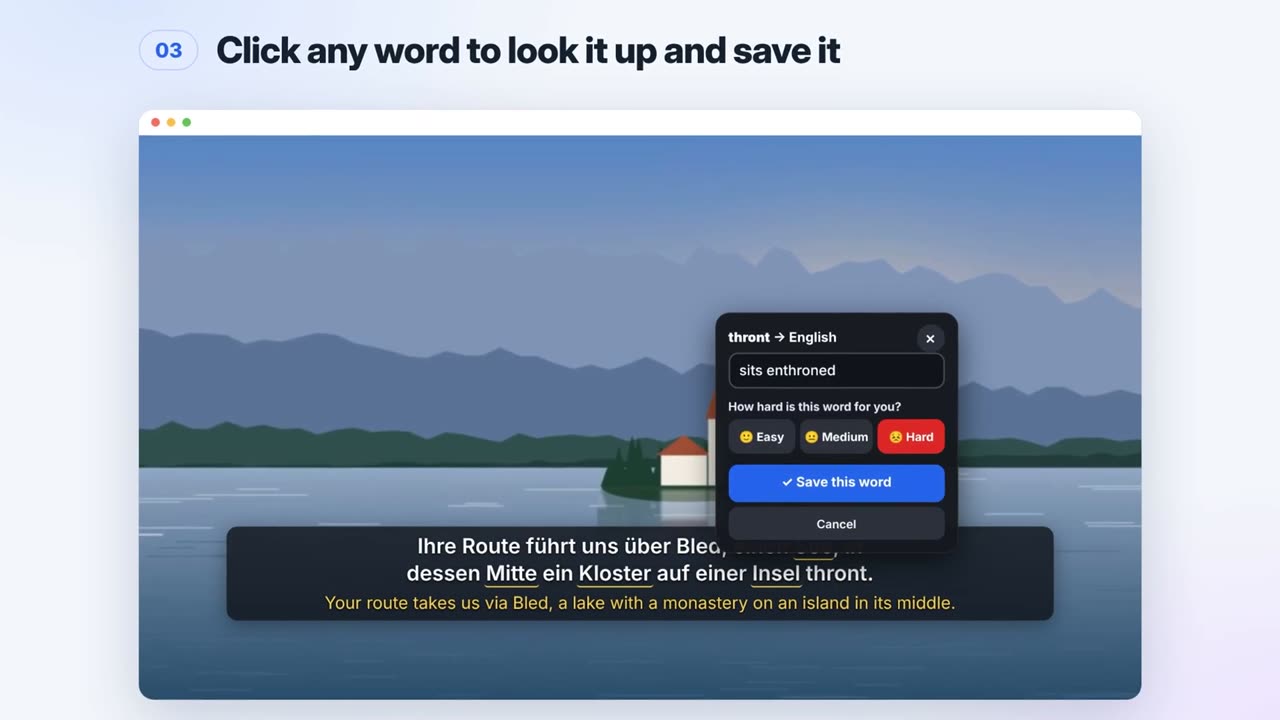 03
Click any word to look it up and save it
thront → English
sits enthroned
How hard is this word for you?
🙂 Easy 😐 Medium 😣 Hard
✓ Save this word
Cancel
Ihre Route führt uns über Bled,
dessen Mitte ein Kloster auf einer Insel thront.
Your route takes us via Bled, a lake with a monastery on an island in its middle.